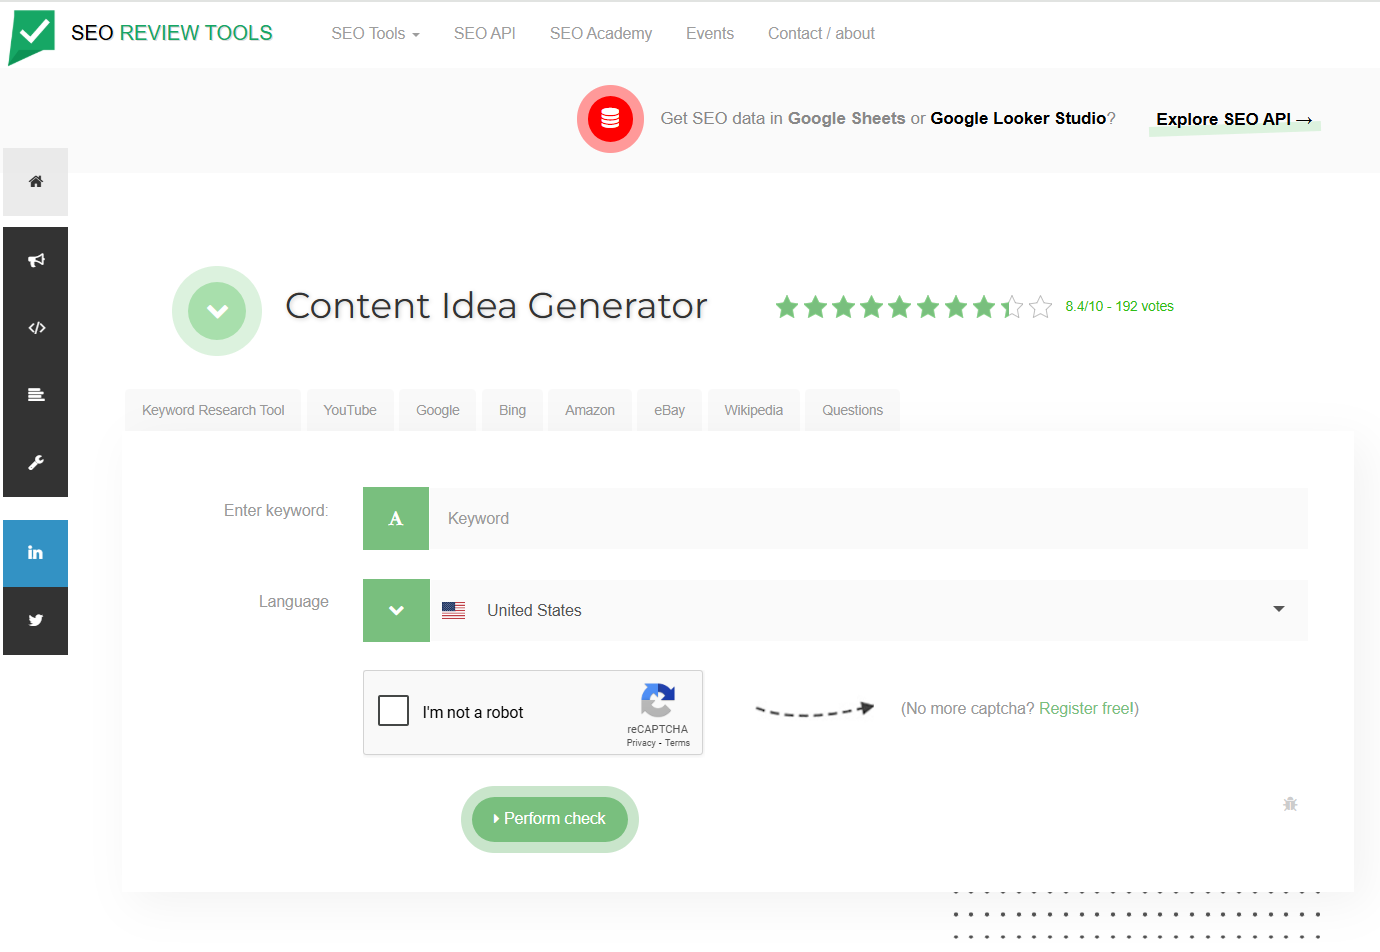 SEO REVIEW TOOLS
SEO Tools
SEO API
SEO Academy
Events
Contact / about
Get SEO data in Google Sheets or Google Looker Studio?
Explore SEO API →
Content Idea Generator
8.4/10 - 192 votes
Keyword Research Tool
YouTube
Google
Bing
Amazon
eBay
Wikipedia
Questions
Enter keyword:
A
Keyword
Language
United States
I'm not a robot
reCAPTCHA
Privacy - Terms
(No more captcha? Register free!)
Perform check
in